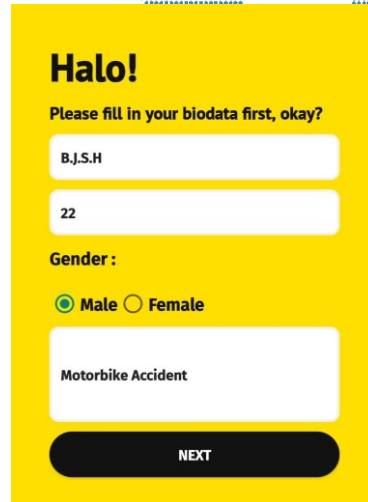 Halo!
Please fill in your biodata first, okay?
B.J.S.H
22
Gender :
Male Female
Motorbike Accident
NEXT